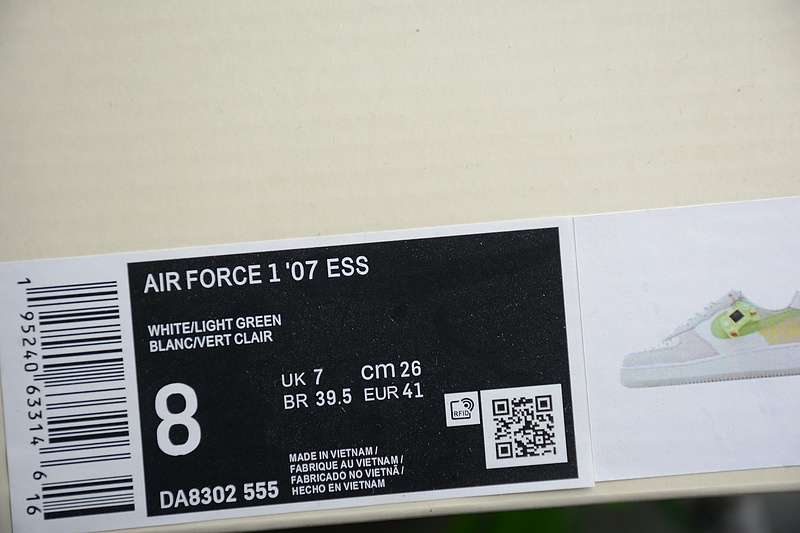 AIR FORCE 1 '07 ESS
WHITE/LIGHT GREEN
BLANC/VERT CLAIR
8
UK 7 cm 26
BR 39.5 EUR 41
RFID
DA8302 555
MADE IN VIETNAM /
FABRIQUE AU VIETNAM /
FABRICADO NO VIETNÃ /
HECHO EN VIETNAM
1 95240 63314 6 16